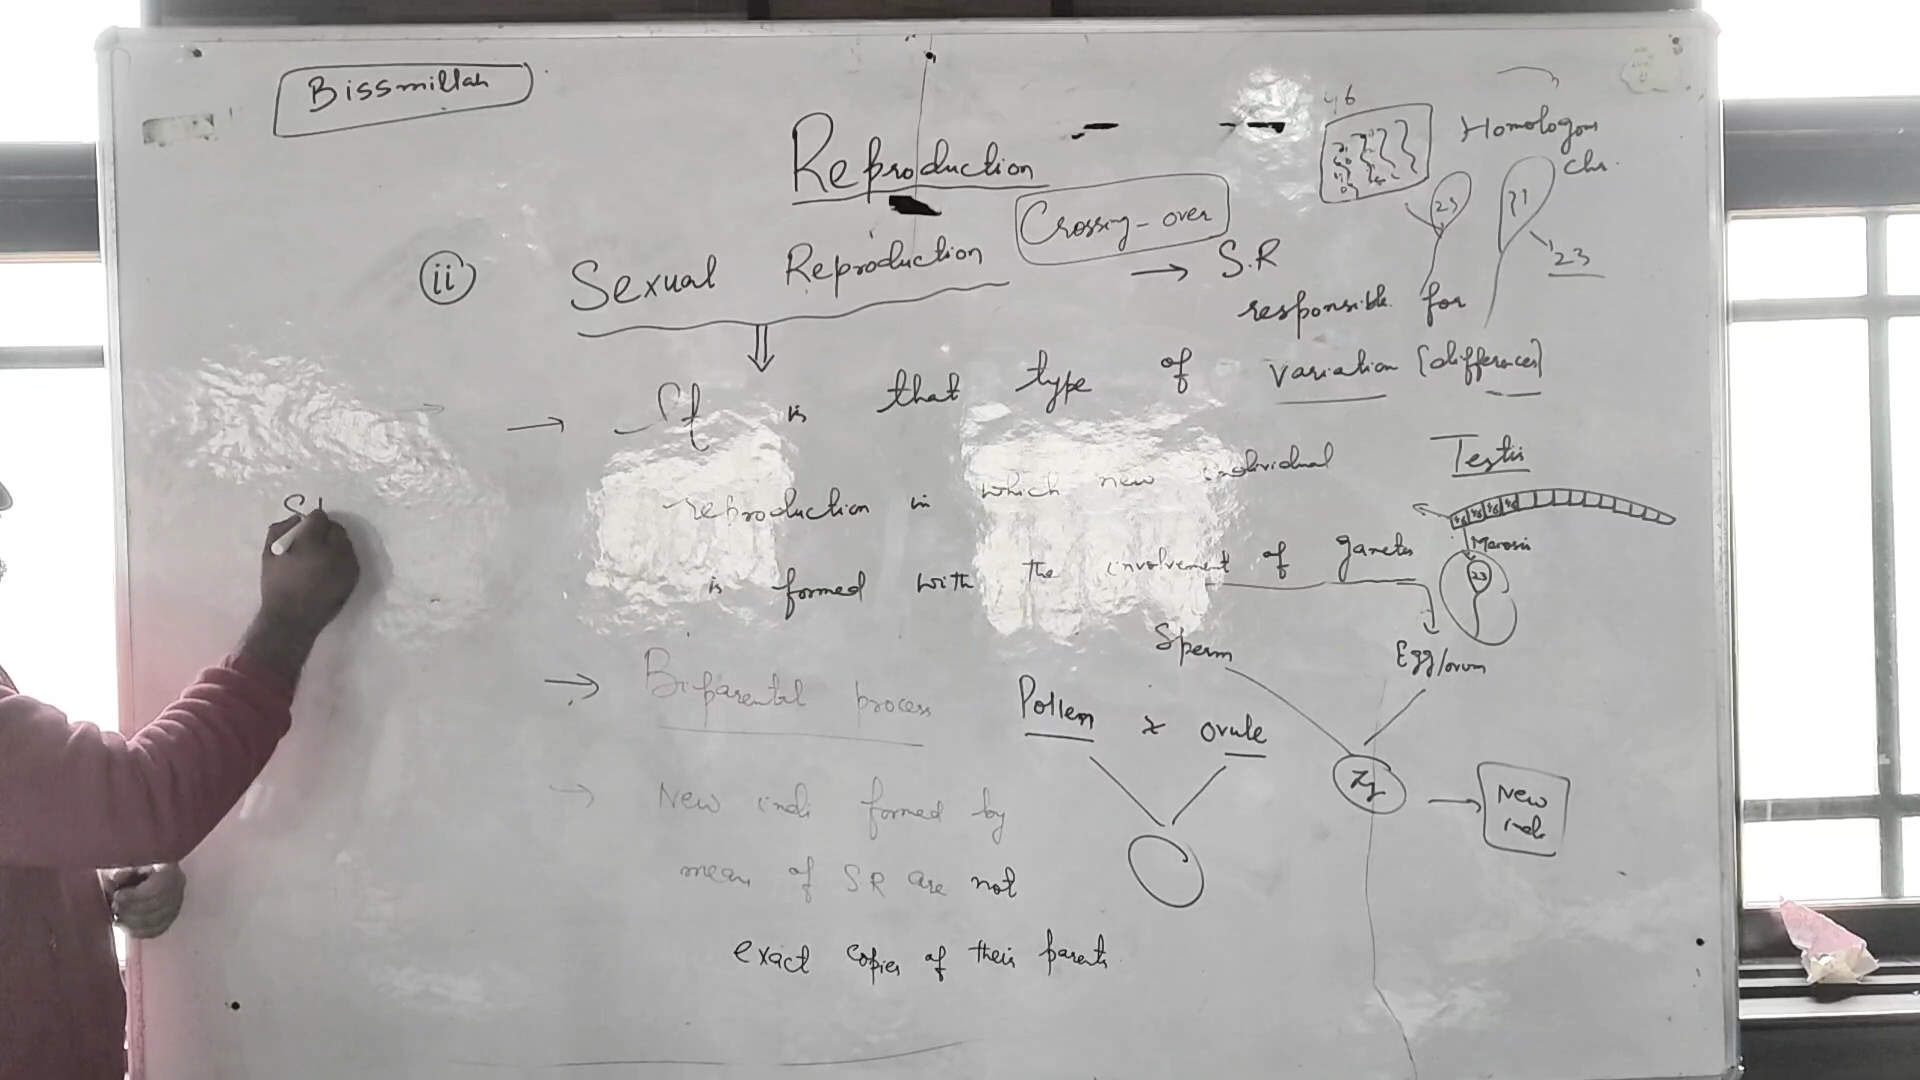 Bissmillah
Reproduction
Crossing-over
(ii) Sexual Reproduction
→ S.R
responsible for
variation (differences)
46
Homologous
chr.
23
23
→ It is that type of
reproduction in which new individual
is formed with the involvement of gametes
→ Biparental process
→ New indi formed by
mean of S.R are not
exact copies of their parents
Pollen x ovule
Testis
Meiosis
23
Sperm
Egg/ovum
Zy → New
indi